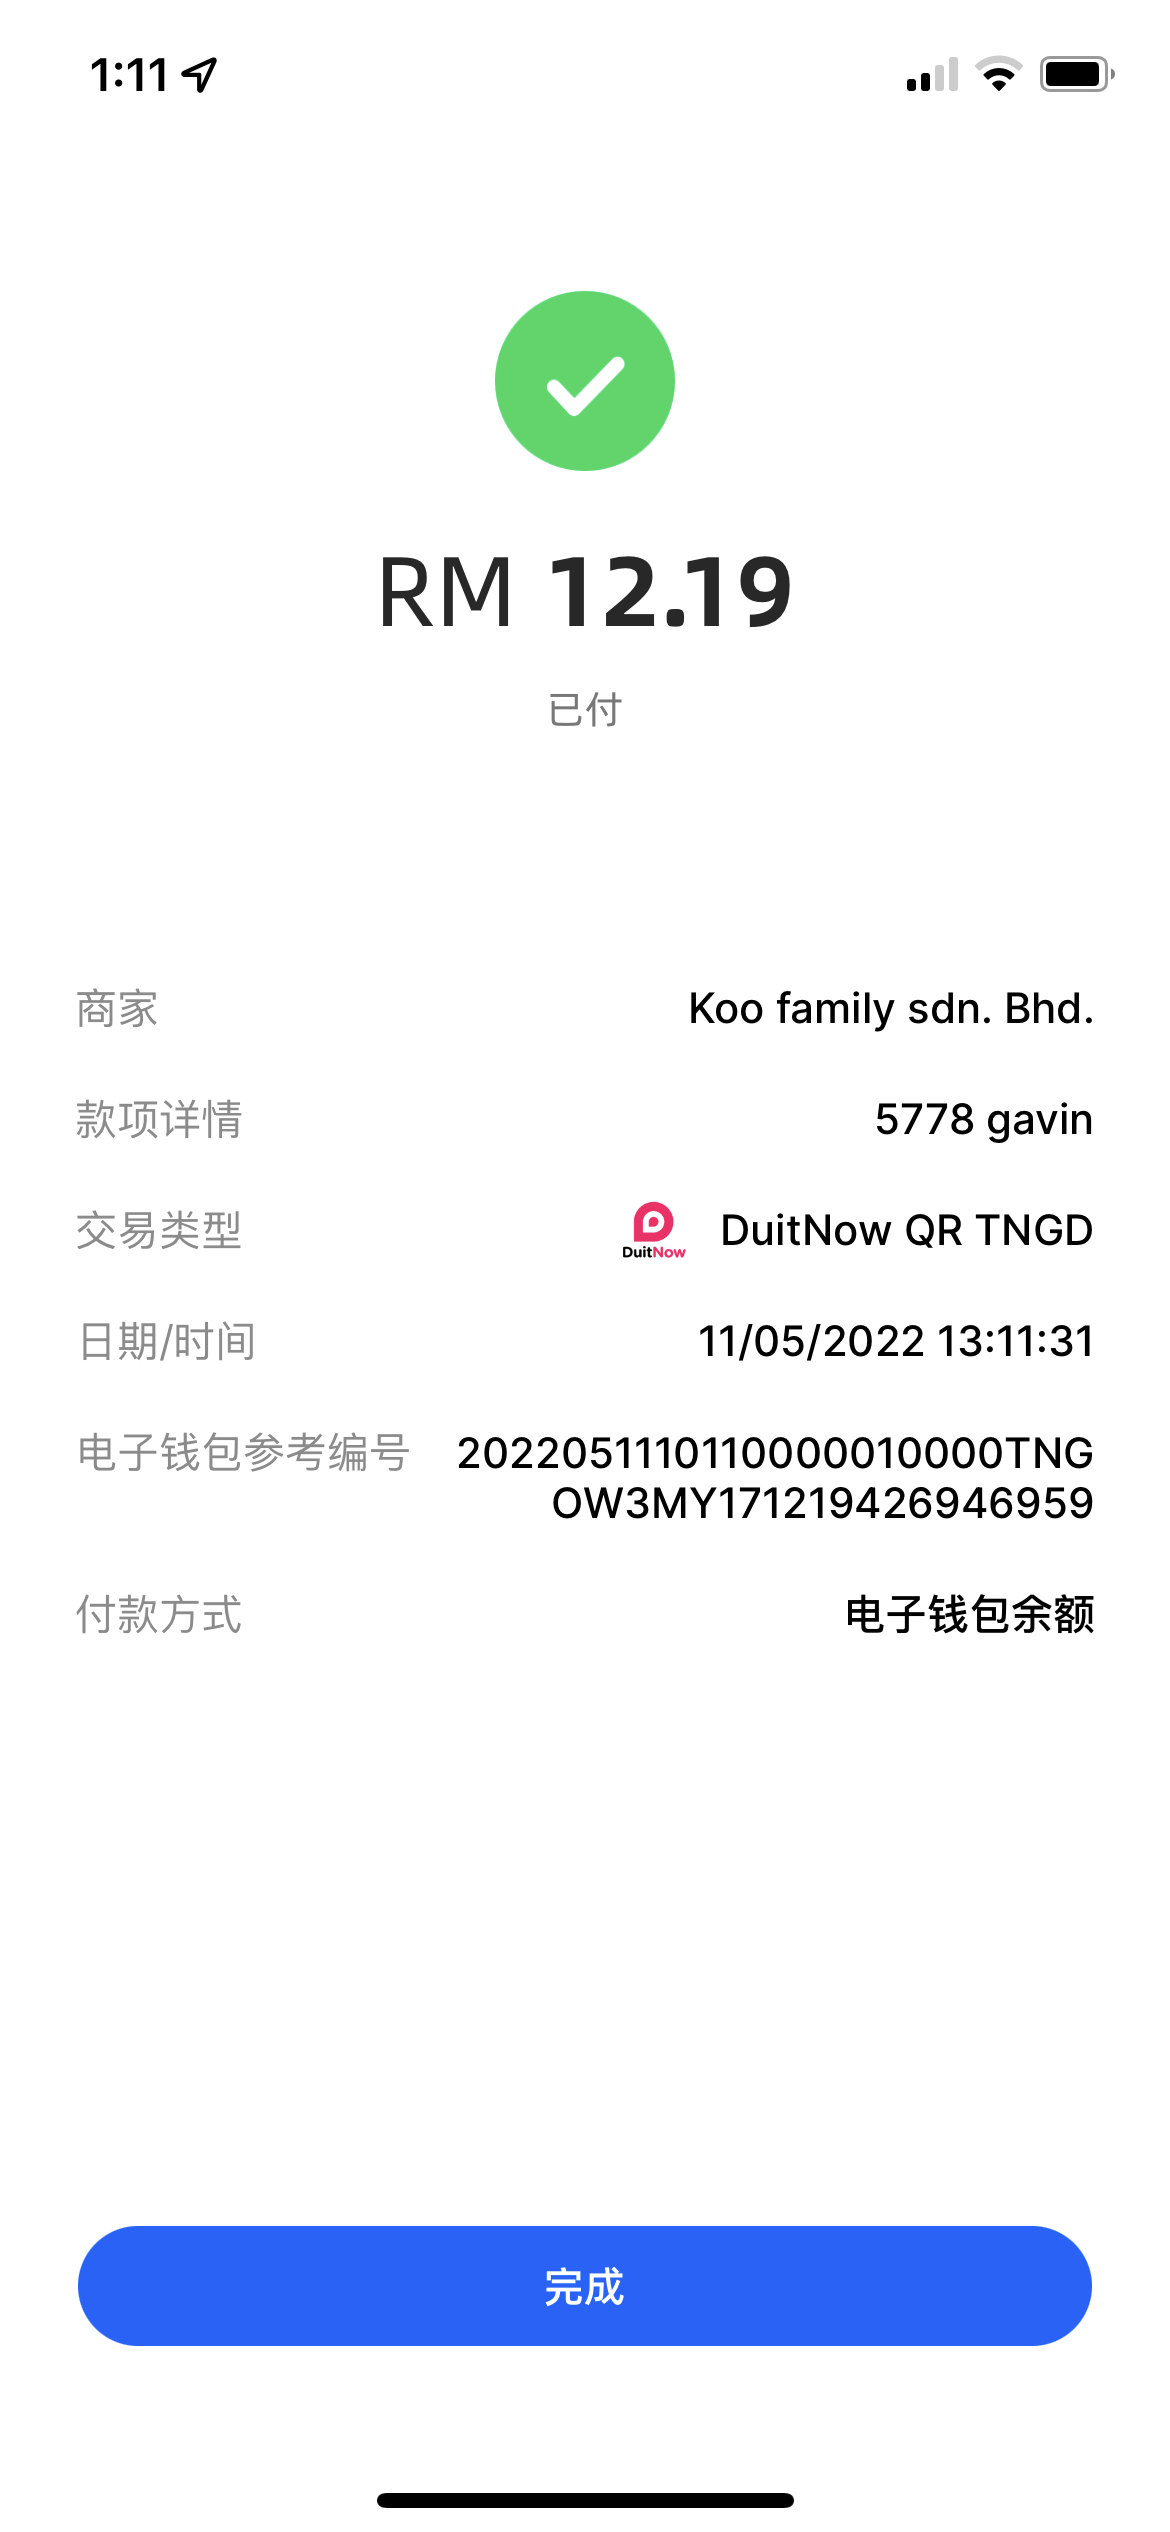 1:11
RM 12.19
已付
商家 Koo family sdn. Bhd.
款项详情 5778 gavin
交易类型 DuitNow DuitNow QR TNGD
日期/时间 11/05/2022 13:11:31
电子钱包参考编号 20220511110110000010000TNG
OW3MY171219426946959
付款方式 电子钱包余额
完成